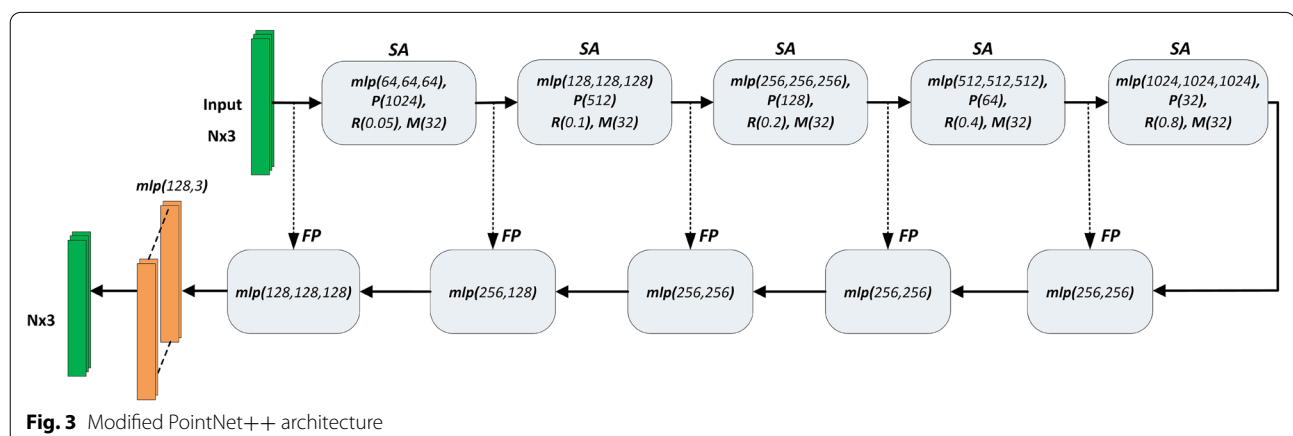 SA
SA
SA
SA
SA
mlp(64,64,64),
P(1024),
R(0.05), M(32)
mlp(128,128,128)
P(512)
R(0.1), M(32)
mlp(256,256,256),
P(128),
R(0.2), M(32)
mlp(512,512,512),
P(64),
R(0.4), M(32)
mlp(1024,1024,1024),
P(32),
R(0.8), M(32)
Input
Nx3
mlp(128,3)
FP
FP
FP
FP
FP
mlp(128,128,128)
mlp(256,128)
mlp(256,256)
mlp(256,256)
mlp(256,256)
Nx3
Fig. 3 Modified PointNet++ architecture